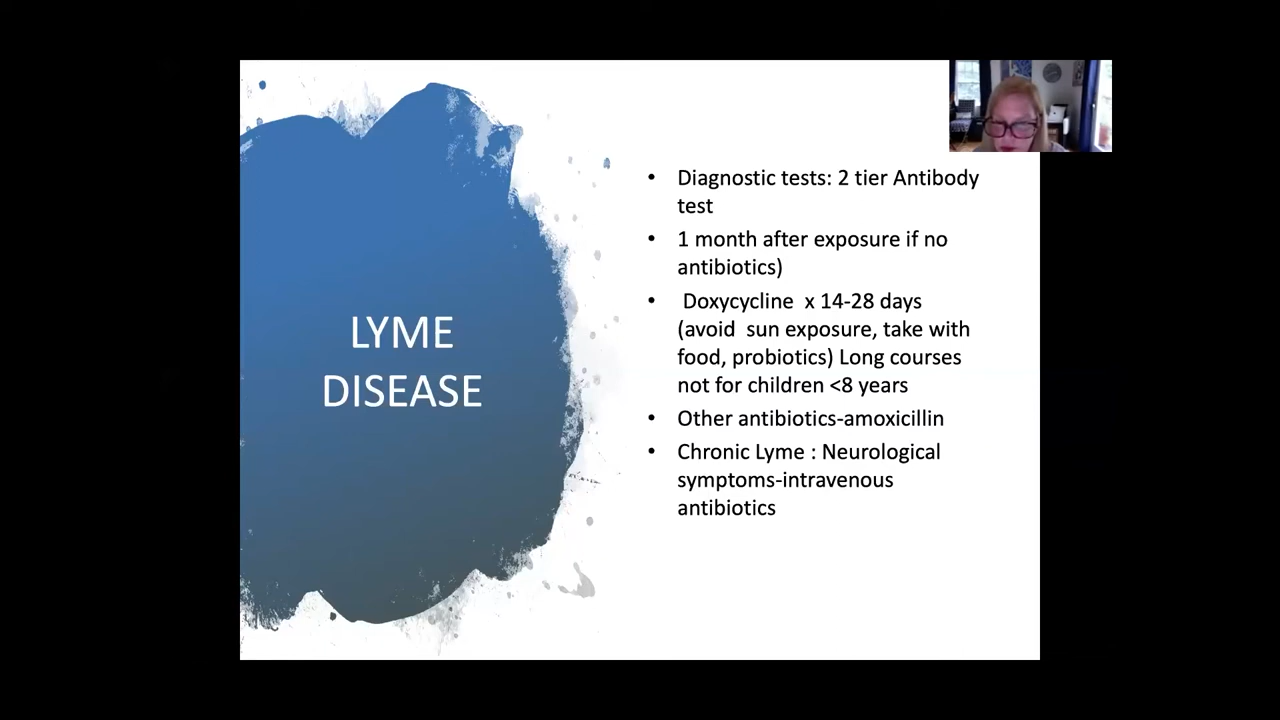 LYME
DISEASE
• Diagnostic tests: 2 tier Antibody
test
• 1 month after exposure if no
antibiotics)
• Doxycycline x 14-28 days
(avoid sun exposure, take with
food, probiotics) Long courses
not for children <8 years
• Other antibiotics-amoxicillin
• Chronic Lyme : Neurological
symptoms-intravenous
antibiotics